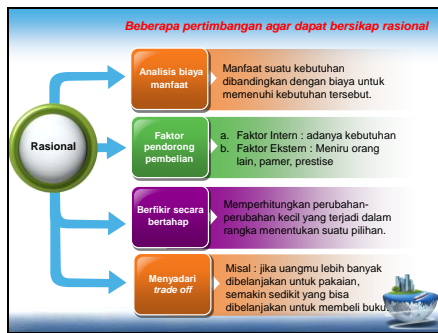 Beberapa pertimbangan agar dapat bersikap rasional
Rasional
Analisis biaya
manfaat
Manfaat suatu kebutuhan
dibandingkan dengan biaya untuk
memenuhi kebutuhan tersebut.
Faktor
pendorong
pembelian
a. Faktor Intern : adanya kebutuhan
b. Faktor Ekstern : Meniru orang
lain, pamer, prestise
Berfikir secara
bertahap
Memperhitungkan perubahan-
perubahan kecil yang terjadi dalam
rangka menentukan suatu pilihan.
Menyadari
trade off
Misal : jika uangmu lebih banyak
dibelanjakan untuk pakaian,
semakin sedikit yang bisa
dibelanjakan untuk membeli buku.